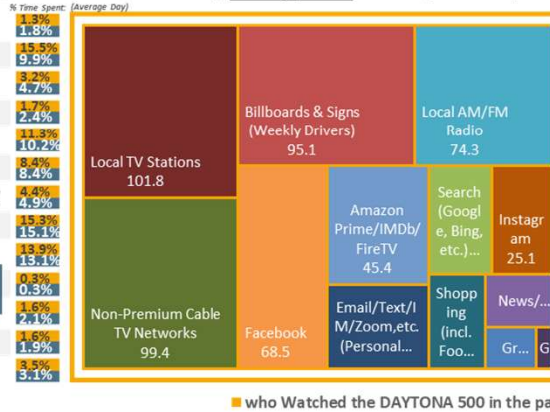 % Time Spent: (Average Day)
1.3%
1.8%
15.5%
9.9%
3.2%
4.7%
1.7%
2.4%
11.3%
10.2%
8.4%
8.4%
4.4%
4.9%
15.3%
15.1%
13.9%
13.1%
0.3%
0.3%
1.6%
2.1%
1.6%
1.9%
3.5%
3.1%
Local TV Stations
101.8
Non-Premium Cable
TV Networks
99.4
Billboards & Signs
(Weekly Drivers)
95.1
Local AM/FM
Radio
74.3
Facebook
68.5
Amazon
Prime/IMDb/
FireTV
45.4
Email/Text/I
M/Zoom,etc.
(Personal...
Search
(Googl
e, Bing,
etc.)...
Instagr
am
25.1
Shopp
ing
(incl.
Foo...
News/...
Gr...
G
who Watched the DAYTONA 500 in the pa